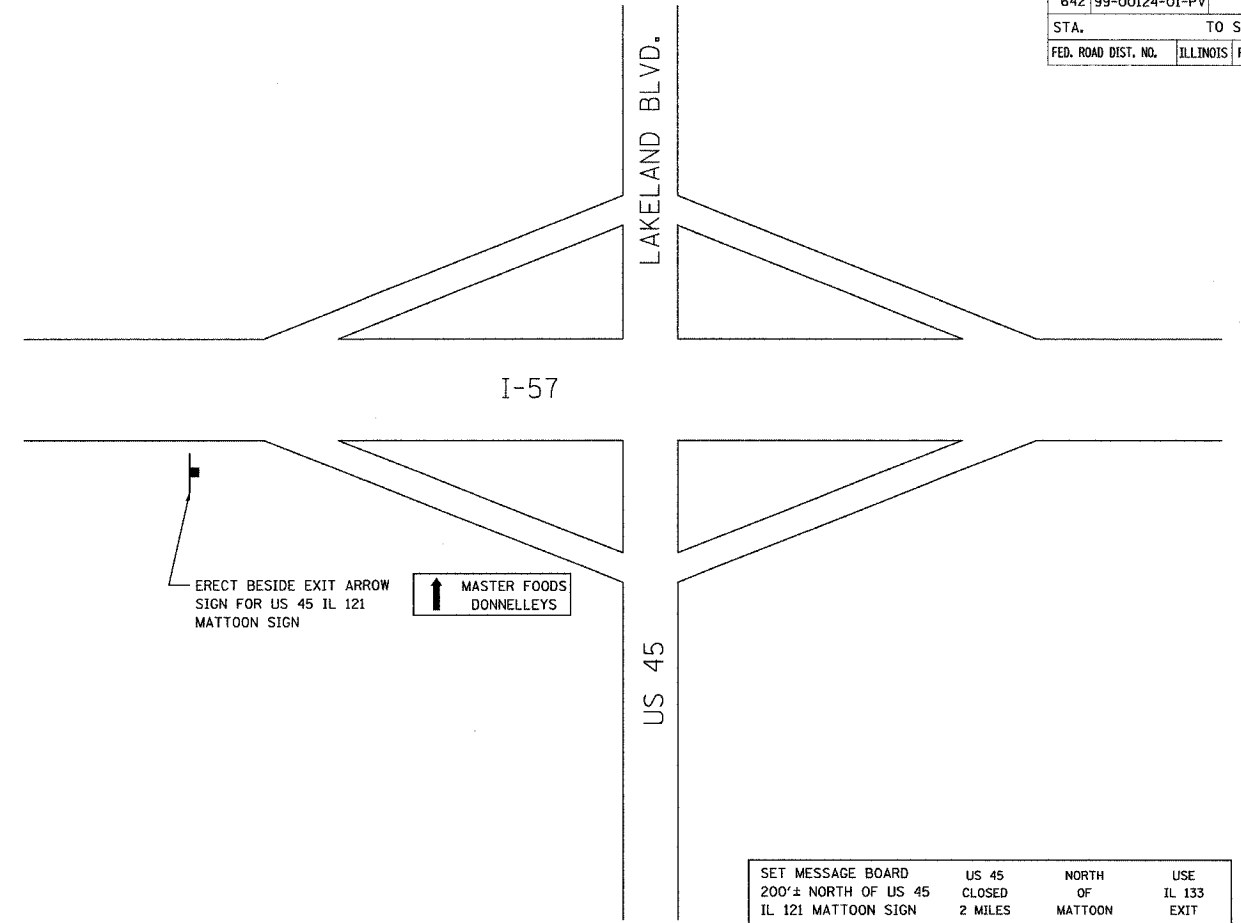 642 99-00124-01-PV
STA. TO S
FED. ROAD DIST. NO. ILLINOIS
LAKELAND BLVD.
I-57
ERECT BESIDE EXIT ARROW
SIGN FOR US 45 IL 121
MATTOON SIGN
MASTER FOODS
DONNELLEYS
US 45
SET MESSAGE BOARD
200'± NORTH OF US 45
IL 121 MATTOON SIGN
US 45
CLOSED
2 MILES
NORTH
OF
MATTOON
USE
IL 133
EXIT